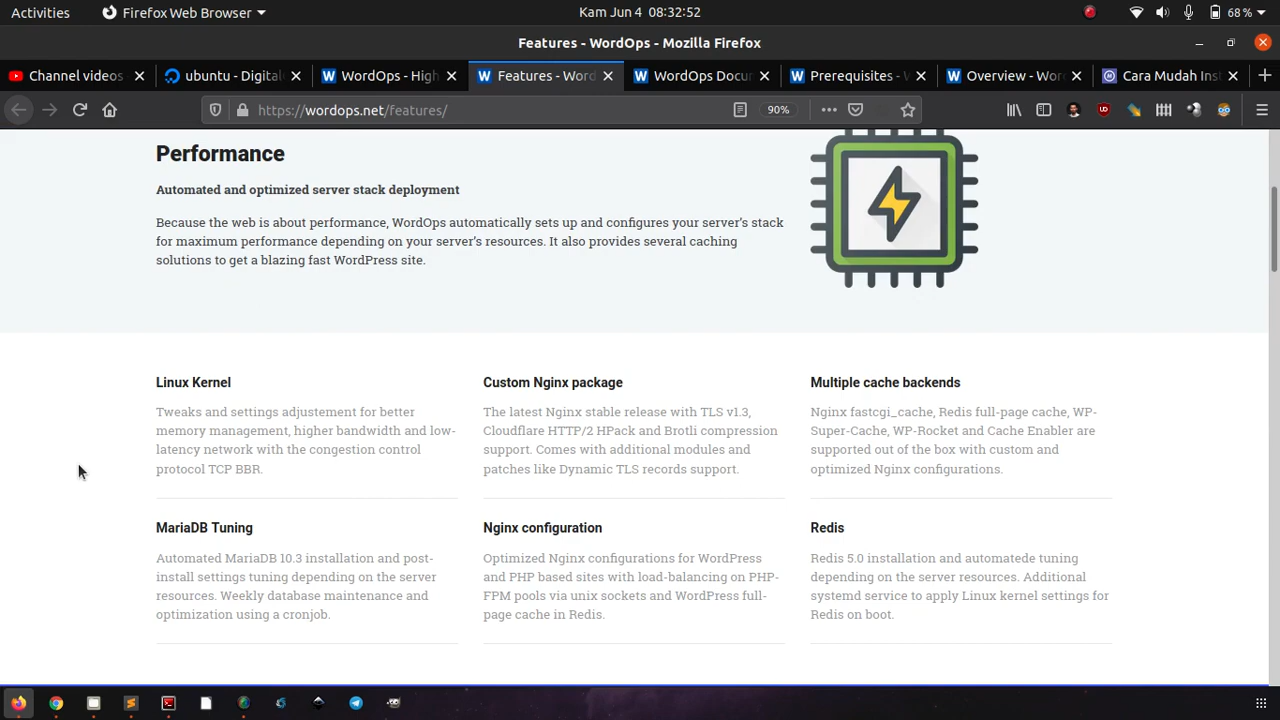 Activities
Firefox Web Browser
Kam Jun 4 08:32:52
68 %
Features - WordOps - Mozilla Firefox
Channel videos
ubuntu - Digital
WordOps - High
Features - Word
WordOps Docum
Prerequisites - W
Overview - Wor
Cara Mudah Inst
https://wordops.net/features/
90%
Performance
Automated and optimized server stack deployment
Because the web is about performance, WordOps automatically sets up and configures your server's stack
for maximum performance depending on your server's resources. It also provides several caching
solutions to get a blazing fast WordPress site.
Linux Kernel
Tweaks and settings adjustement for better
memory management, higher bandwidth and low-
latency network with the congestion control
protocol TCP BBR.
Custom Nginx package
The latest Nginx stable release with TLS v1.3,
Cloudflare HTTP/2 HPack and Brotli compression
support. Comes with additional modules and
patches like Dynamic TLS records support.
Multiple cache backends
Nginx fastcgi_cache, Redis full-page cache, WP-
Super-Cache, WP-Rocket and Cache Enabler are
supported out of the box with custom and
optimized Nginx configurations.
MariaDB Tuning
Automated MariaDB 10.3 installation and post-
install settings tuning depending on the server
resources. Weekly database maintenance and
optimization using a cronjob.
Nginx configuration
Optimized Nginx configurations for WordPress
and PHP based sites with load-balancing on PHP-
FPM pools via unix sockets and WordPress full-
page cache in Redis.
Redis
Redis 5.0 installation and automatede tuning
depending on the server resources. Additional
systemd service to apply Linux kernel settings for
Redis on boot.